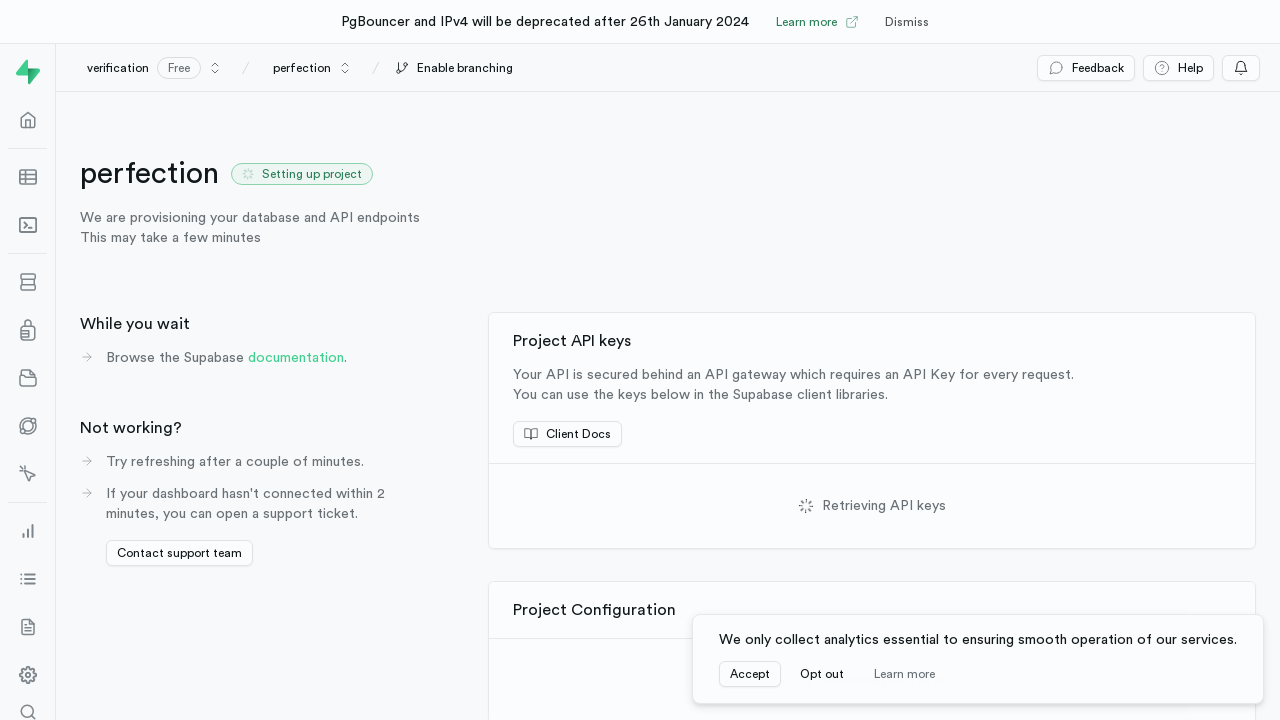 PgBouncer and IPv4 will be deprecated after 26th January 2024
Learn more
Dismiss
verification
Free
perfection
Enable branching
Feedback
Help
perfection
Setting up project
We are provisioning your database and API endpoints
This may take a few minutes
While you wait
Browse the Supabase documentation.
Not working?
Try refreshing after a couple of minutes.
If your dashboard hasn't connected within 2
minutes, you can open a support ticket.
Contact support team
Project API keys
Your API is secured behind an API gateway which requires an API Key for every request.
You can use the keys below in the Supabase client libraries.
Client Docs
Retrieving API keys
Project Configuration
We only collect analytics essential to ensuring smooth operation of our services.
Accept
Opt out
Learn more